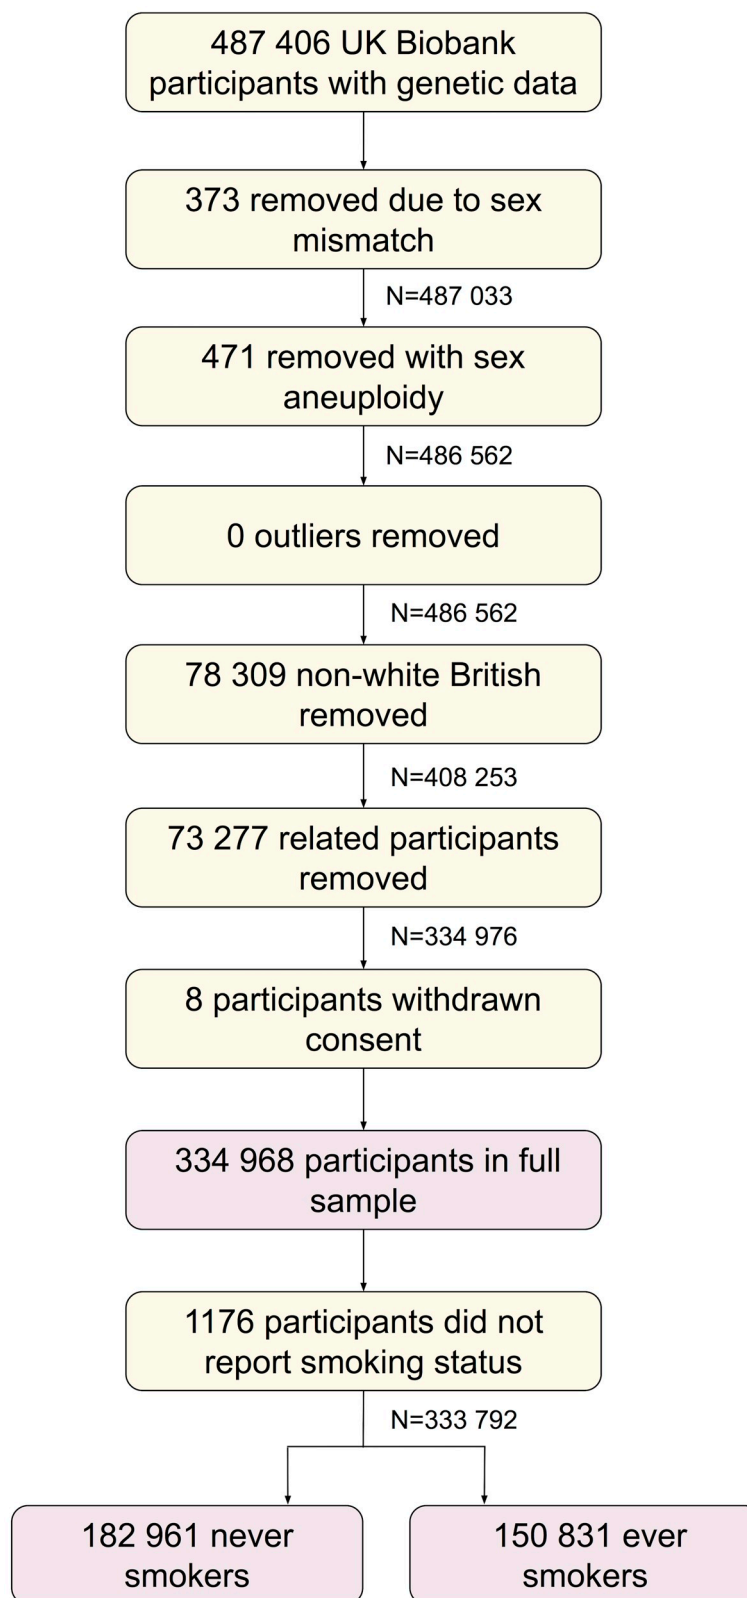 487 406 UK Biobank
participants with genetic data
373 removed due to sex
mismatch
N=487 033
471 removed with sex
aneuploidy
N=486 562
0 outliers removed
N=486 562
78 309 non-white British
removed
N=408 253
73 277 related participants
removed
N=334 976
8 participants withdrawn
consent
334 968 participants in full
sample
1176 participants did not
report smoking status
N=333 792
182 961 never
smokers
150 831 ever
smokers